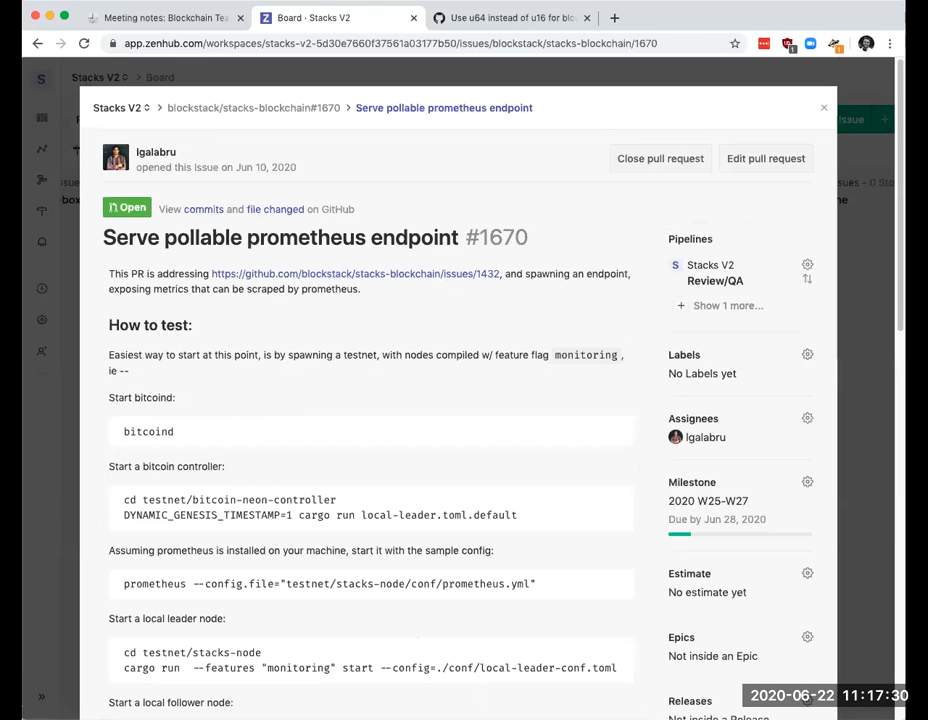 Meeting notes: Blockchain Tea
Board · Stacks V2
Use u64 instead of u16 for blo
app.zenhub.com/workspaces/stacks-v2-5d30e7660f37561a03177b50/issues/blockstack/stacks-blockchain/1670
S
Stacks V2
Board
Stacks V2 > blockstack/stacks-blockchain#1670 > Serve pollable prometheus endpoint
lgalabru
opened this Issue on Jun 10, 2020
Close pull request
Edit pull request
Open
View commits and file changed on GitHub
Serve pollable prometheus endpoint #1670
This PR is addressing https://github.com/blockstack/stacks-blockchain/issues/1432, and spawning an endpoint,
exposing metrics that can be scraped by prometheus.
How to test:
Easiest way to start at this point, is by spawning a testnet, with nodes compiled w/ feature flag monitoring ,
ie --
Start bitcoind:
bitcoind
Start a bitcoin controller:
cd testnet/bitcoin-neon-controller
DYNAMIC_GENESIS_TIMESTAMP=1 cargo run local-leader.toml.default
Assuming prometheus is installed on your machine, start it with the sample config:
prometheus --config.file="testnet/stacks-node/conf/prometheus.yml"
Start a local leader node:
cd testnet/stacks-node
cargo run --features "monitoring" start --config=./conf/local-leader-conf.toml
Start a local follower node:
Pipelines
S Stacks V2
Review/QA
+ Show 1 more...
Labels
No Labels yet
Assignees
lgalabru
Milestone
2020 W25-W27
Due by Jun 28, 2020
Estimate
No estimate yet
Epics
Not inside an Epic
Releases
Not inside a Release
2020-06-22 11:17:30